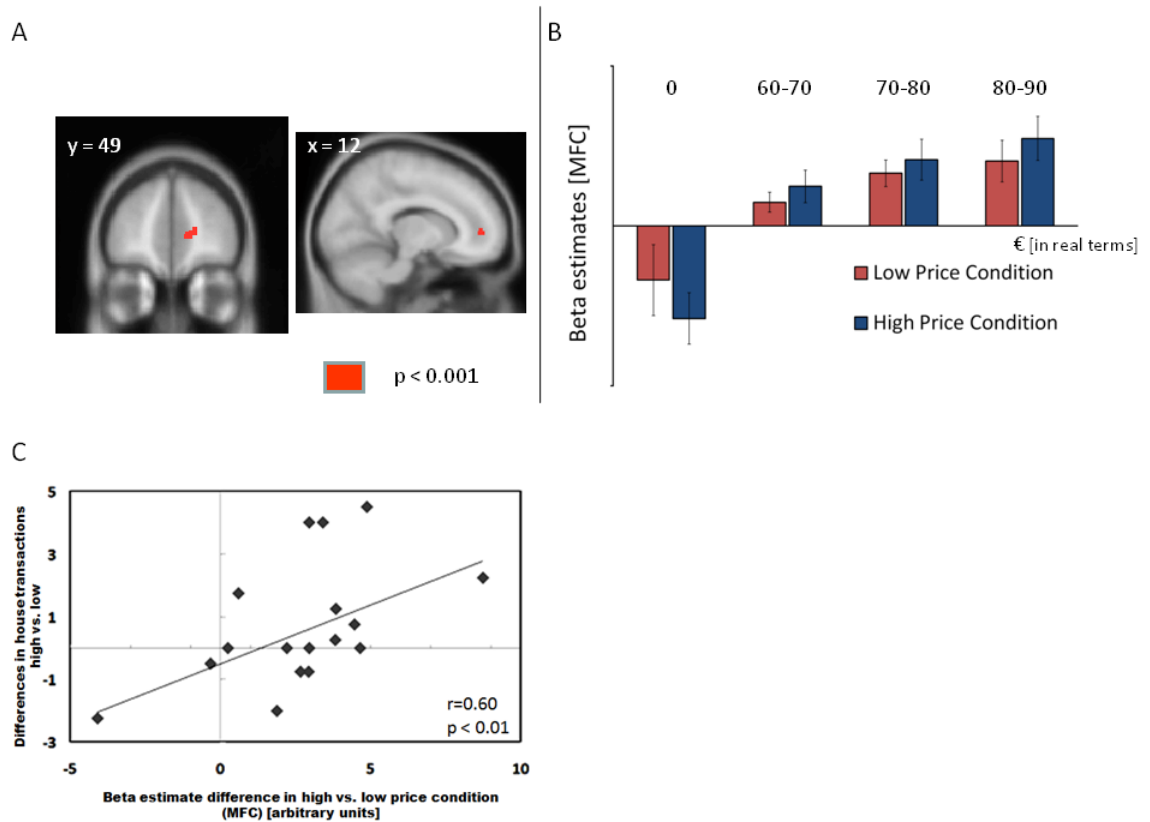 A
y = 49
x = 12
p < 0.001
B
0 60-70 70-80 80-90
Beta estimates [MFC]
€ [in real terms]
Low Price Condition
High Price Condition
C
Differences in house transactions
high vs. low
5
3
1
-1
-3
r=0.60
p < 0.01
-5 0 5 10
Beta estimate difference in high vs. low price condition
(MFC) [arbitrary units]